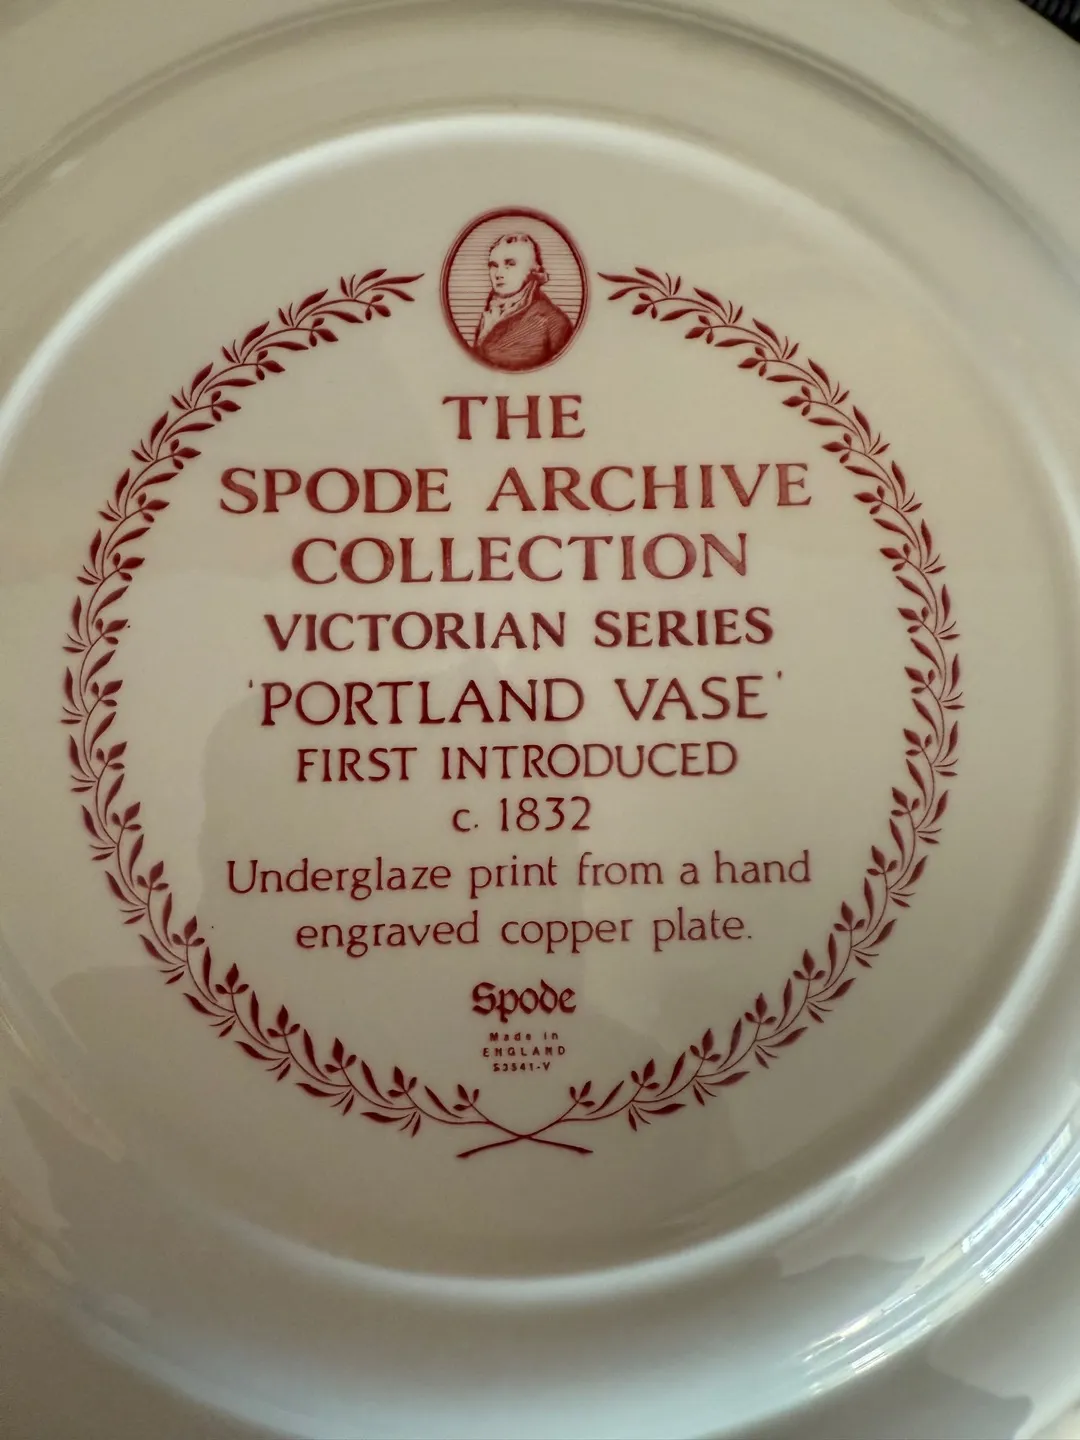 THE
SPODE ARCHIVE
COLLECTION
VICTORIAN SERIES
'PORTLAND VASE'
FIRST INTRODUCED
c. 1832
Underglaze print from a hand
engraved copper plate.
Spode
Made in
ENGLAND
S3541-V